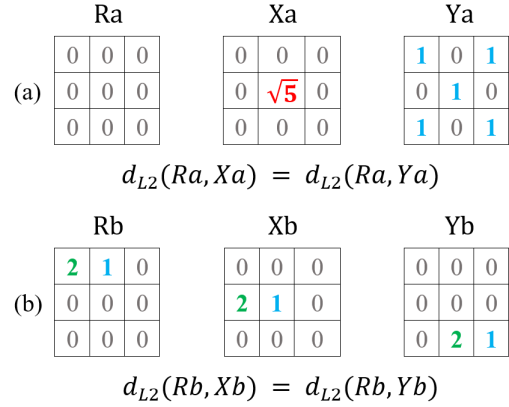 Ra Xa Ya
0 0 0 0 0 0 1 0 1
(a) 0 0 0 0 √5 0 0 1 0
0 0 0 0 0 0 1 0 1
d_{L2}(Ra, Xa) = d_{L2}(Ra, Ya)
Rb Xb Yb
2 1 0 0 0 0 0 0 0
(b) 0 0 0 2 1 0 0 0 0
0 0 0 0 0 0 0 2 1
d_{L2}(Rb, Xb) = d_{L2}(Rb, Yb)